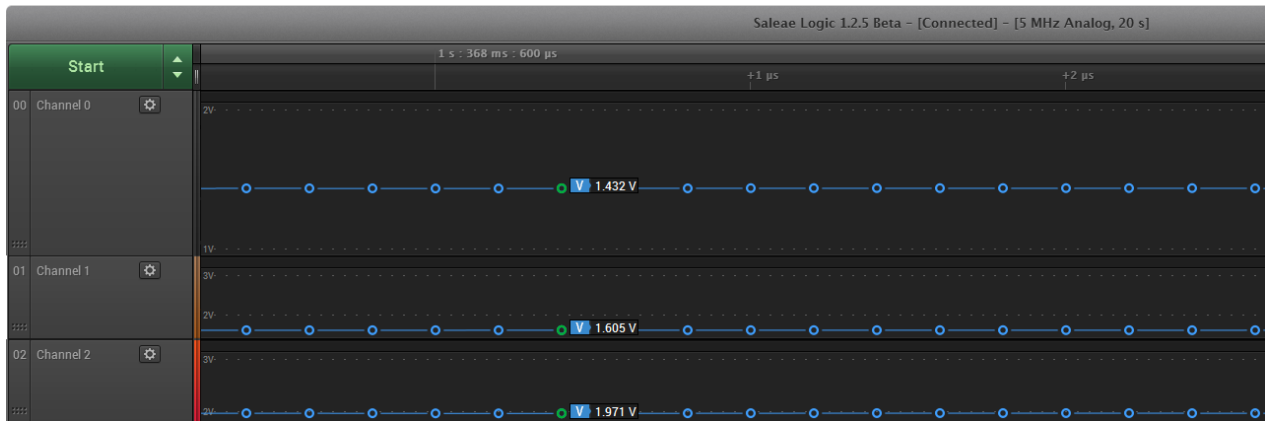 Saleae Logic 1.2.5 Beta - [Connected] - [5 MHz Analog, 20 s]
Start
1 s : 368 ms : 600 µs
+1 µs
+2 µs
00 Channel 0
2V
V 1.432 V
1V
01 Channel 1
3V
2V
V 1.605 V
02 Channel 2
3V
2V
V 1.971 V